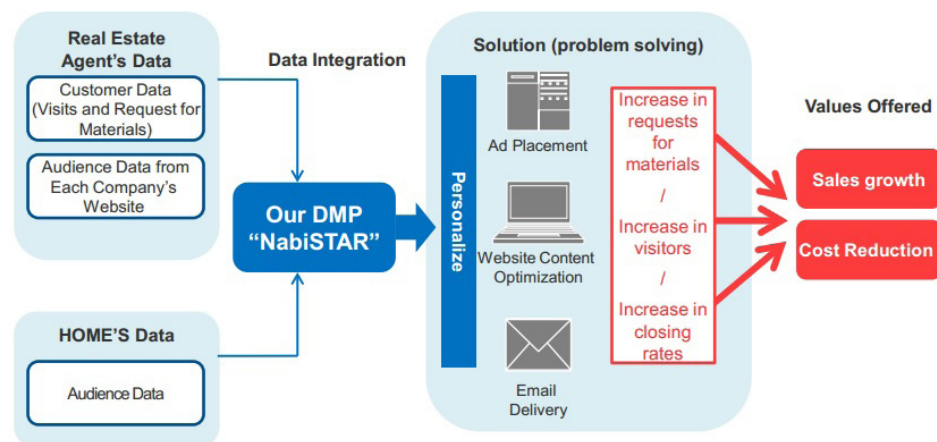 Real Estate
Agent's Data
Customer Data
(Visits and Request for
Materials)
Audience Data from
Each Company's
Website
HOME'S Data
Audience Data
Data Integration
Our DMP
“NabiSTAR”
Solution (problem solving)
Personalize
Ad Placement
Website Content
Optimization
Email
Delivery
Increase in
requests
for
materials
/
Increase in
visitors
/
Increase in
closing
rates
Values Offered
Sales growth
Cost Reduction